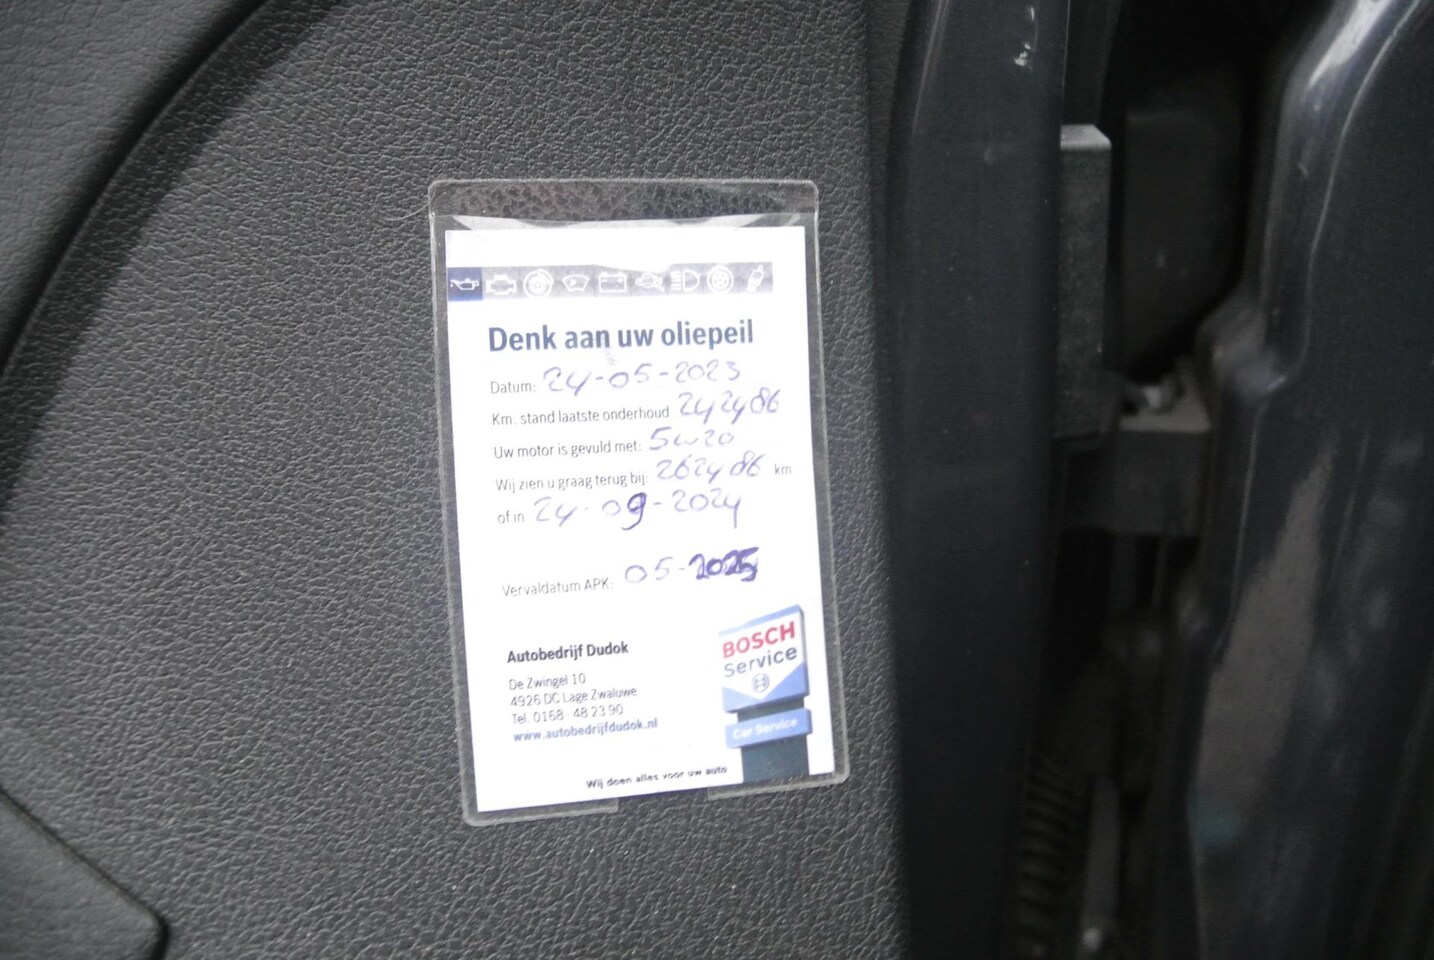 Denk aan uw oliepeil
Datum: 24-05-2023
Km. stand laatste onderhoud 242486
Uw motor is gevuld met: 5w20
Wij zien u graag terug bij: 262486 km
of in 24-09-2024
Vervaldatum APK: 05-2025
Autobedrijf Dudok
De Zwingel 10
4926 DC Lage Zwaluwe
Tel. 0168 - 48 23 90
www.autobedrijfdudok.nl
BOSCH
Service
Car Service
Wij doen alles voor uw auto